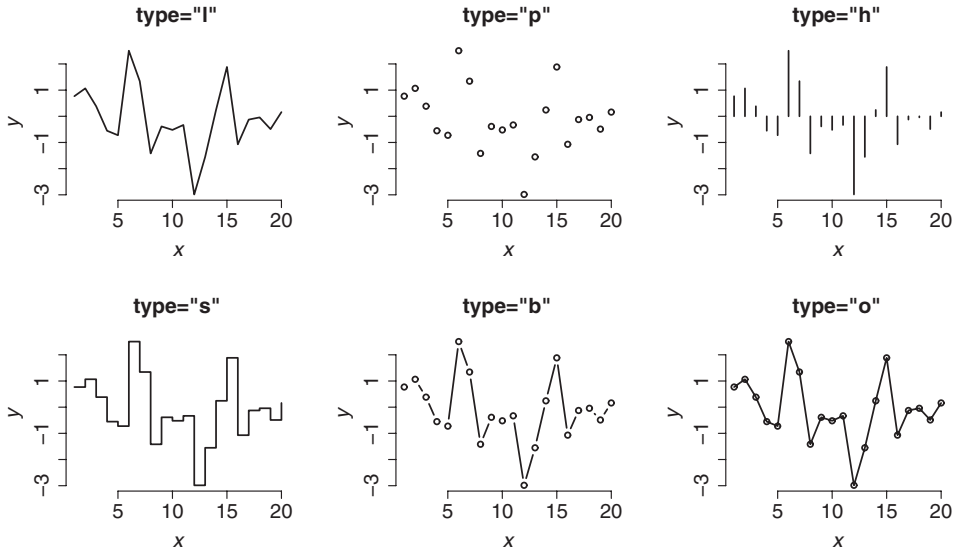 type="l" type="p" type="h"
y 1 -1 -3 y 1 -1 -3 y 1 -1 -3
5 10 15 20 5 10 15 20 5 10 15 20
x x x
type="s" type="b" type="o"
y 1 -1 -3 y 1 -1 -3 y 1 -1 -3
5 10 15 20 5 10 15 20 5 10 15 20
x x x